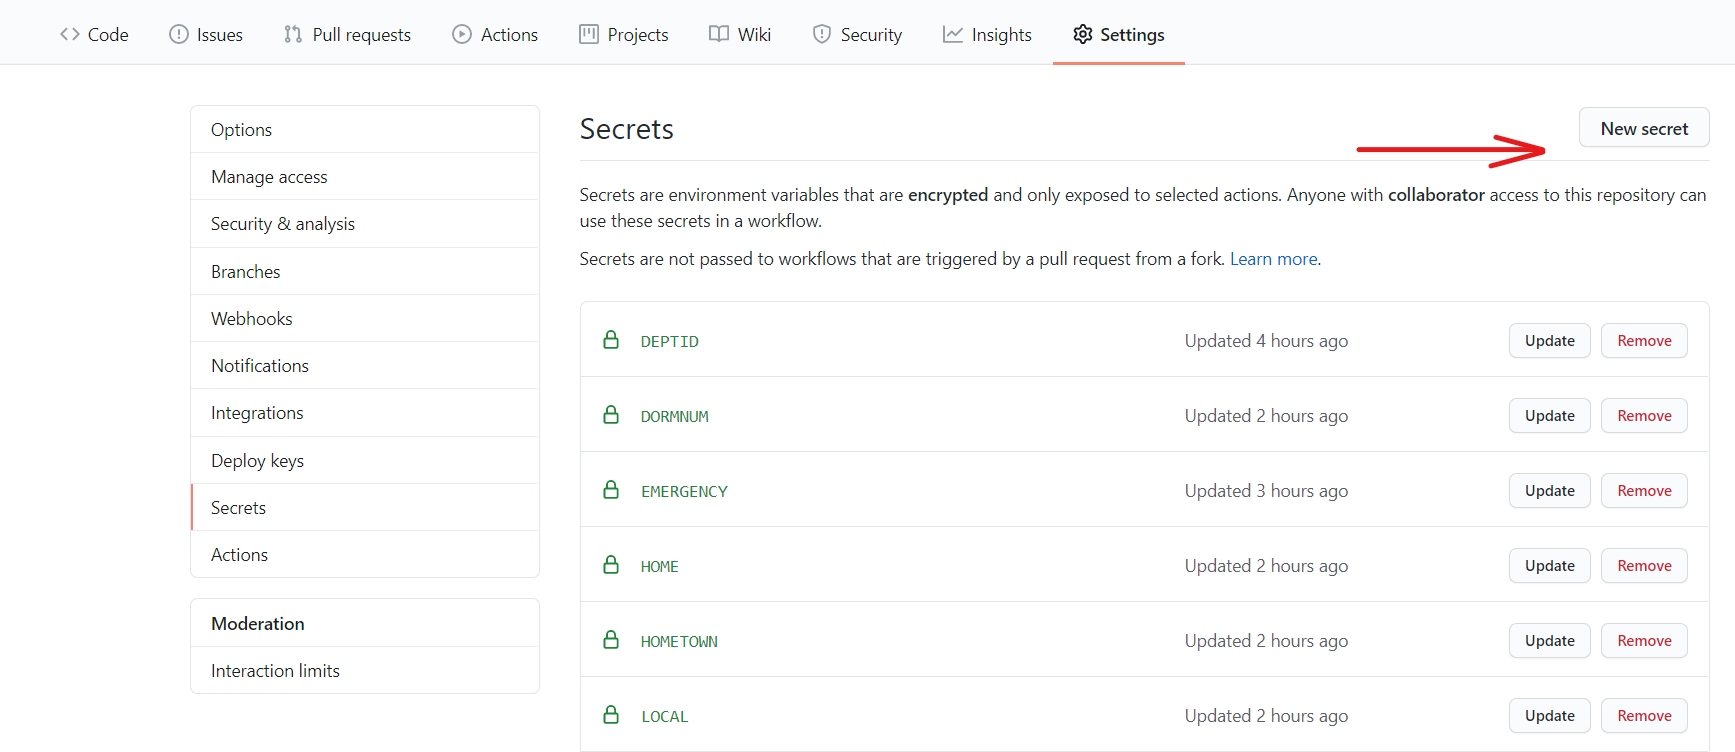 Code Issues Pull requests Actions Projects Wiki Security Insights Settings
Options
Manage access
Security & analysis
Branches
Webhooks
Notifications
Integrations
Deploy keys
Secrets
Actions
Moderation
Interaction limits
Secrets
New secret
Secrets are environment variables that are encrypted and only exposed to selected actions. Anyone with collaborator access to this repository can
use these secrets in a workflow.
Secrets are not passed to workflows that are triggered by a pull request from a fork. Learn more.
DEPTID Updated 4 hours ago Update Remove
DORMNUM Updated 2 hours ago Update Remove
EMERGENCY Updated 3 hours ago Update Remove
HOME Updated 2 hours ago Update Remove
HOMETOWN Updated 2 hours ago Update Remove
LOCAL Updated 2 hours ago Update Remove